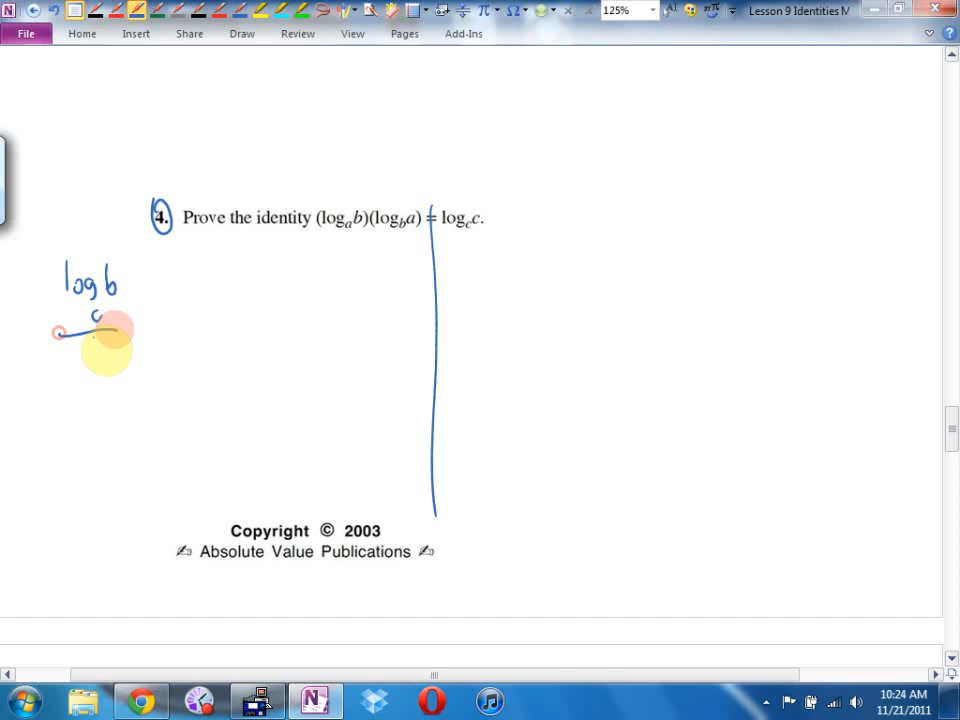 125% Lesson 9 Identities M
File Home Insert Share Draw Review View Pages Add-Ins
4. Prove the identity (logₐb)(log_b a) = log_c c.
log b
c
Copyright © 2003
✍ Absolute Value Publications ✍
10:24 AM
11/21/2011